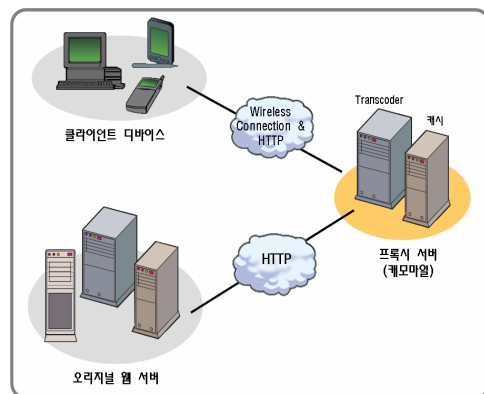 클라이언트 디바이스
Wireless
Connection &
HTTP
Transcoder
캐시
프록시 서버
(캐모마일)
HTTP
오리지널 웹 서버